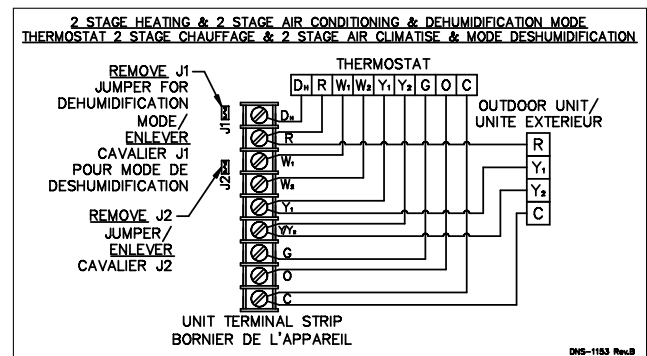 2 STAGE HEATING & 2 STAGE AIR CONDITIONING & DEHUMIDIFICATION MODE
THERMOSTAT 2 STAGE CHAUFFAGE & 2 STAGE AIR CLIMATISE & MODE DESHUMIDIFICATION
REMOVE J1
JUMPER FOR
DEHUMIDIFICATION
MODE/
ENLEVER
CAVALIER J1
POUR MODE DE
DESHUMIDIFICATION
REMOVE J2
JUMPER/
ENLEVER
CAVALIER J2
J1
J2
THERMOSTAT
DH R W1 W2 Y1 Y2 G O C
DH
R
W1
W2
Y1
Y/Y2
G
O
C
UNIT TERMINAL STRIP
BORNIER DE L'APPAREIL
OUTDOOR UNIT/
UNITE EXTERIEUR
R
Y1
Y2
C
DNS-1153 Rev.B